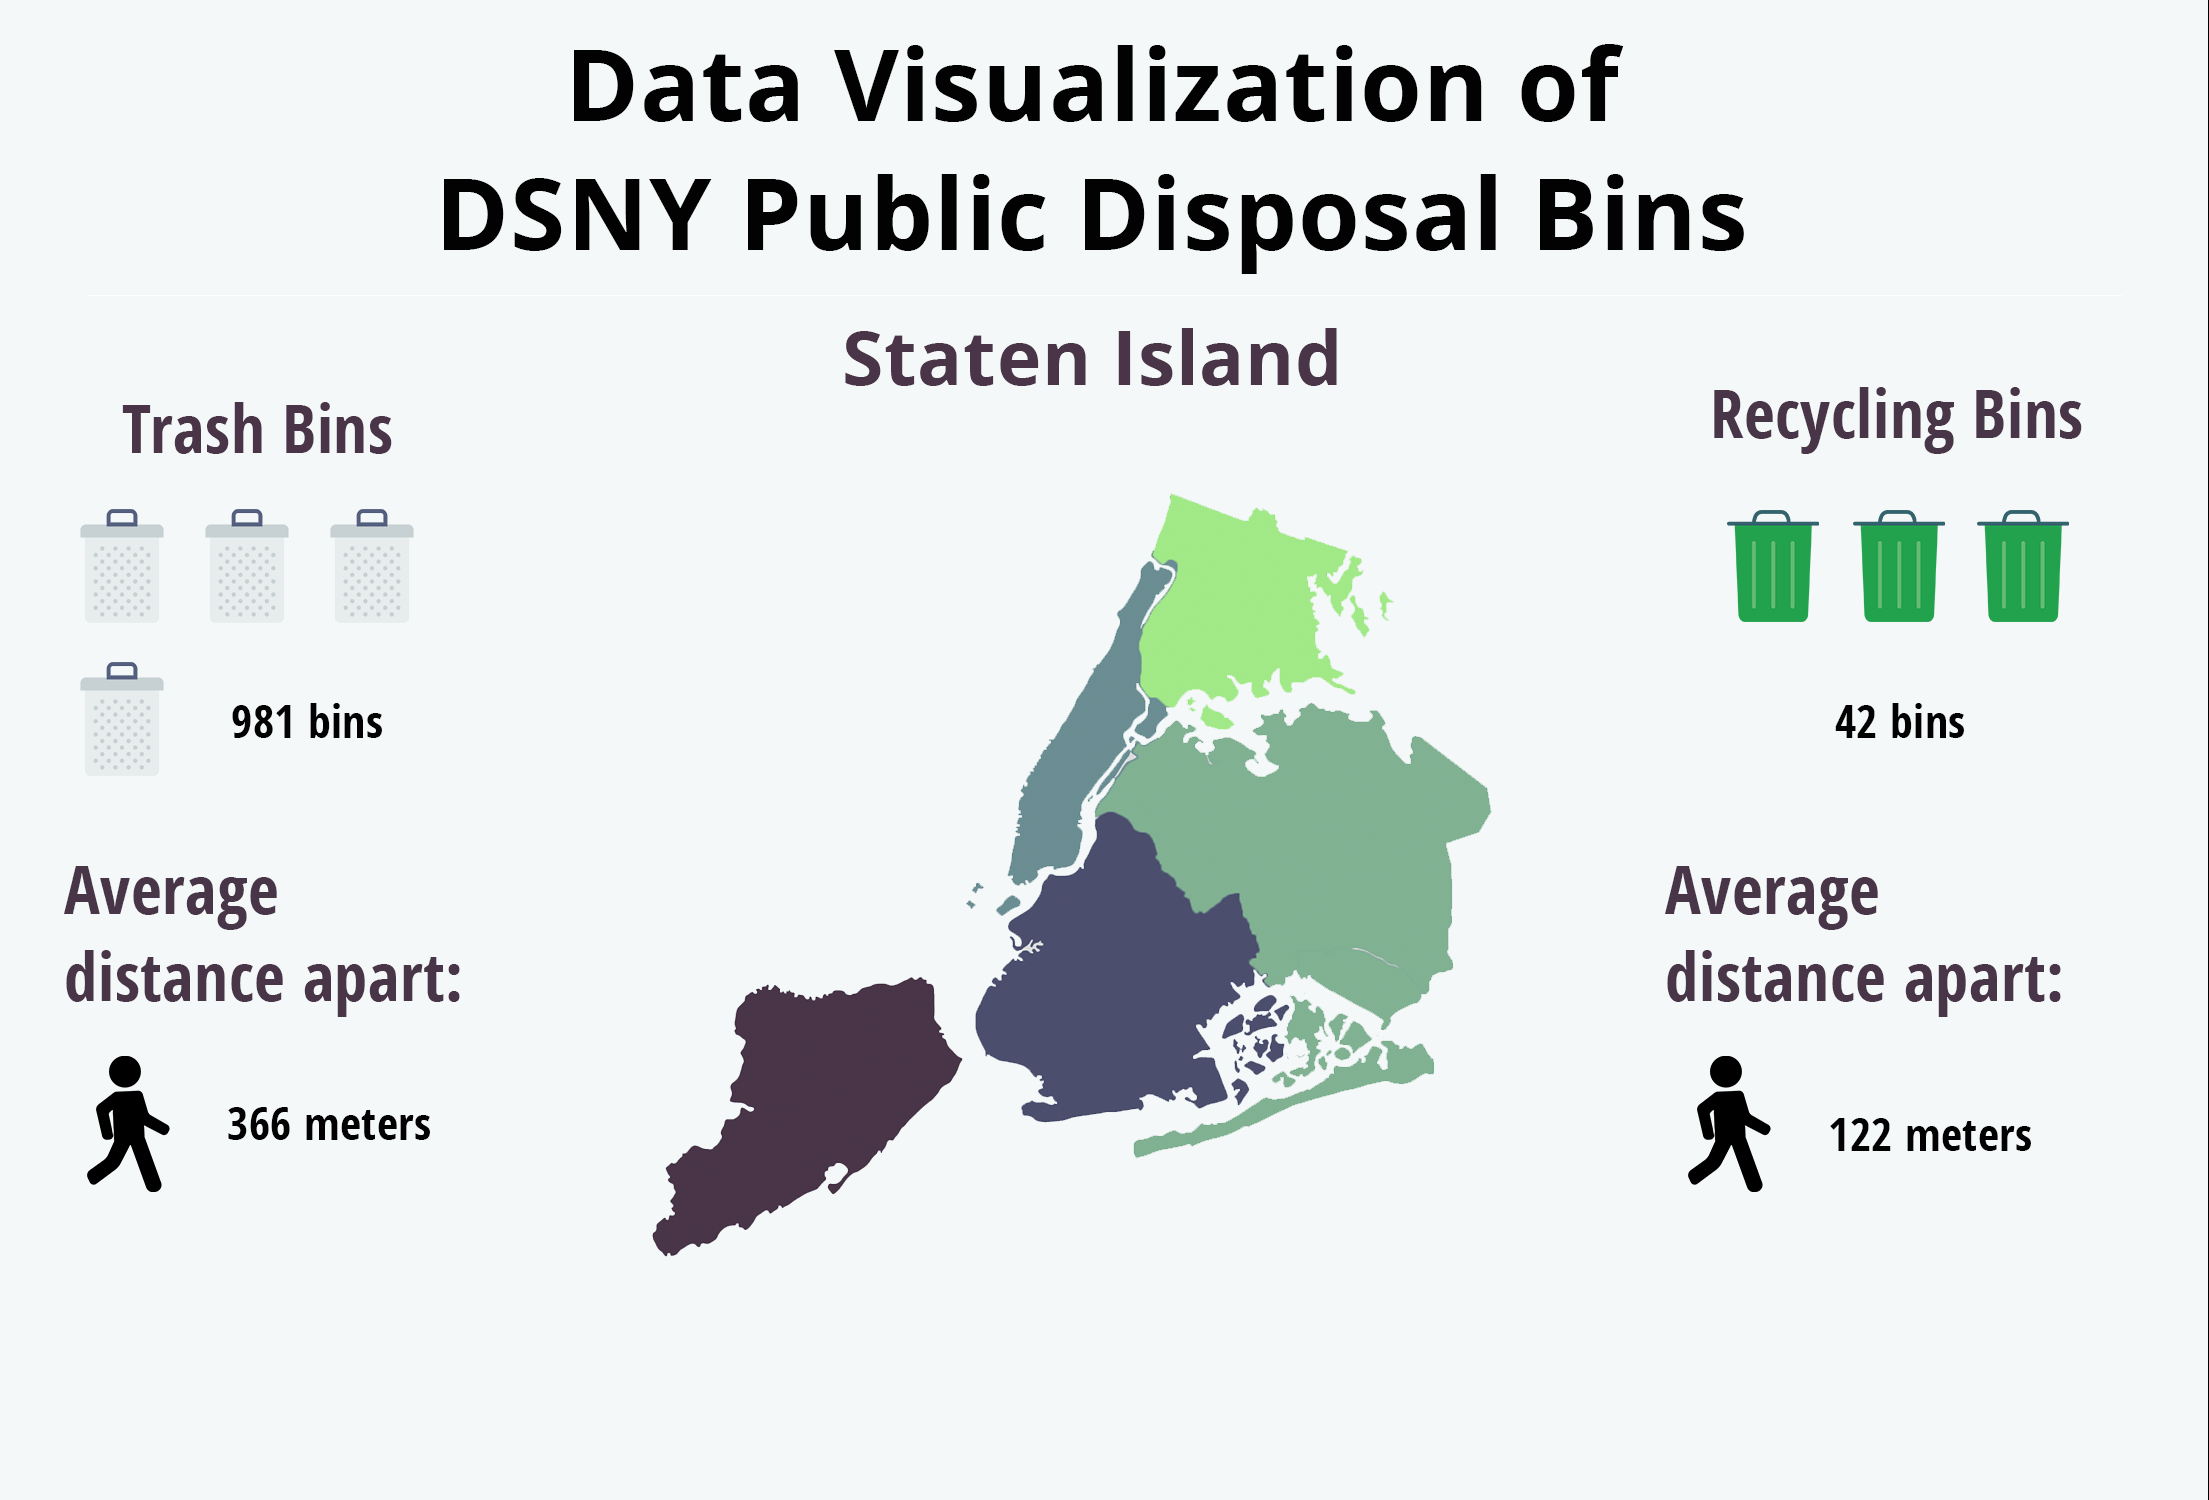 Data Visualization of
DSNY Public Disposal Bins
Staten Island
Trash Bins
981 bins
Average
distance apart:
366 meters
Recycling Bins
42 bins
Average
distance apart:
122 meters